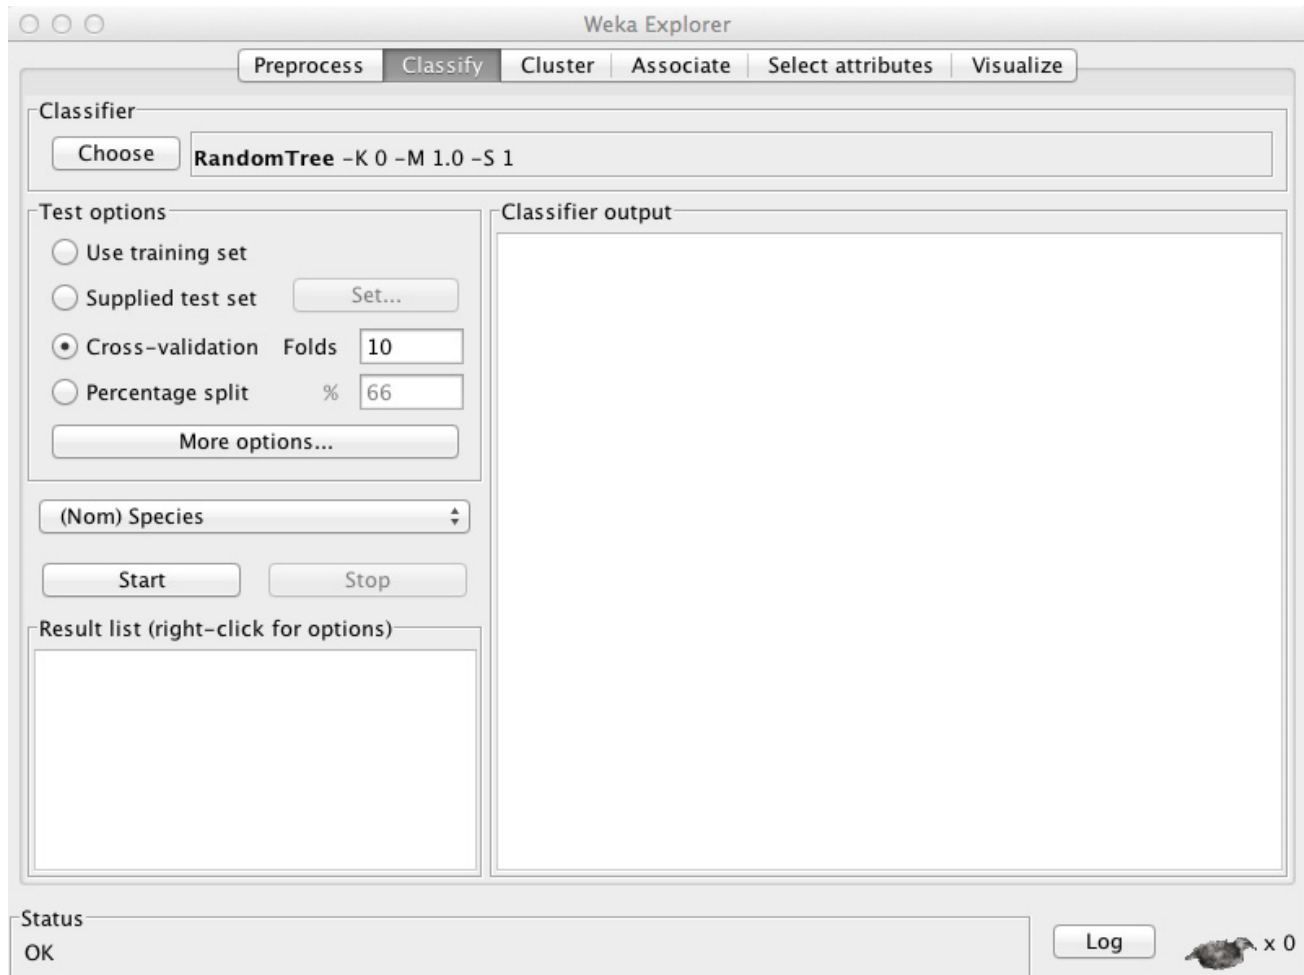 Weka Explorer
Preprocess Classify Cluster Associate Select attributes Visualize
Classifier
Choose RandomTree -K 0 -M 1.0 -S 1
Test options
Use training set
Supplied test set Set...
Cross-validation Folds 10
Percentage split % 66
More options...
(Nom) Species
Start Stop
Result list (right-click for options)
Classifier output
Status
OK
Log x 0